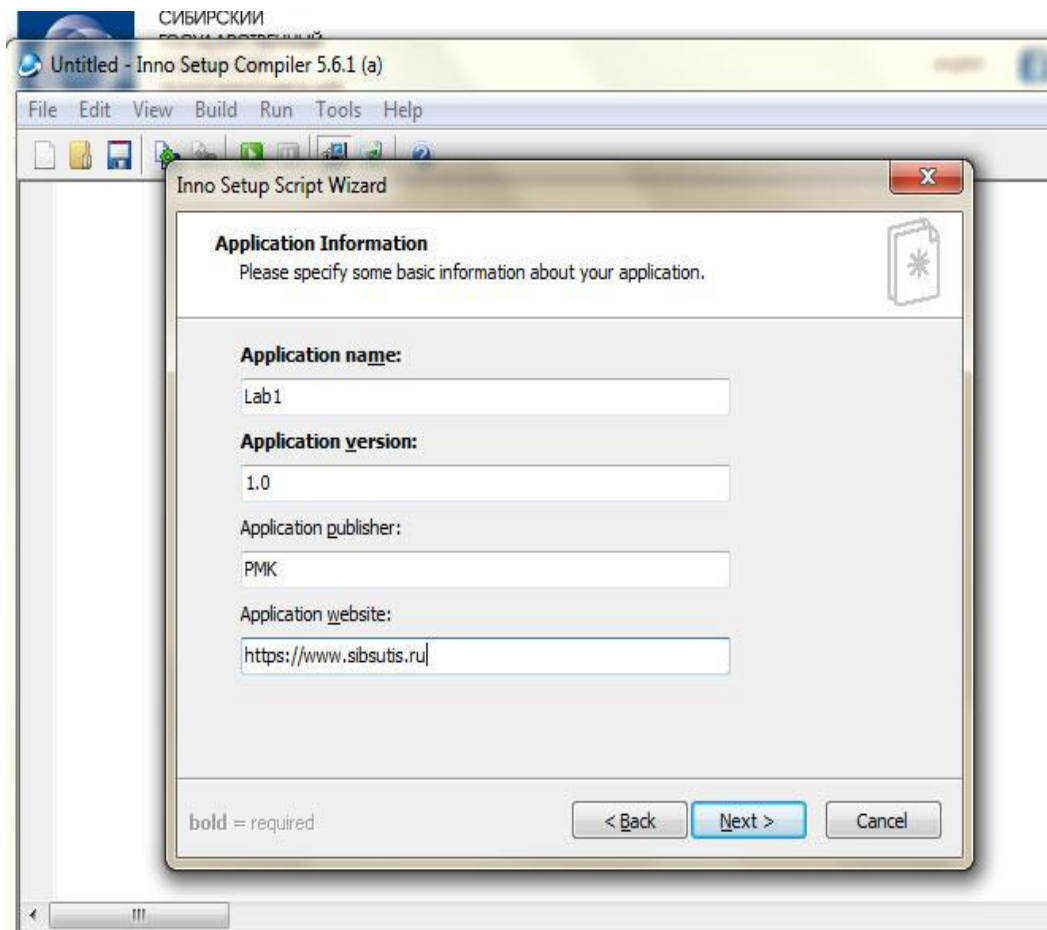 СИБИРСКИЙ
ГОСУДАРСТВЕННЫЙ
Untitled - Inno Setup Compiler 5.6.1 (a)
File Edit View Build Run Tools Help
Inno Setup Script Wizard
Application Information
Please specify some basic information about your application.
Application name:
Lab1
Application version:
1.0
Application publisher:
PMK
Application website:
https://www.sibsutis.ru
bold = required
< Back Next > Cancel